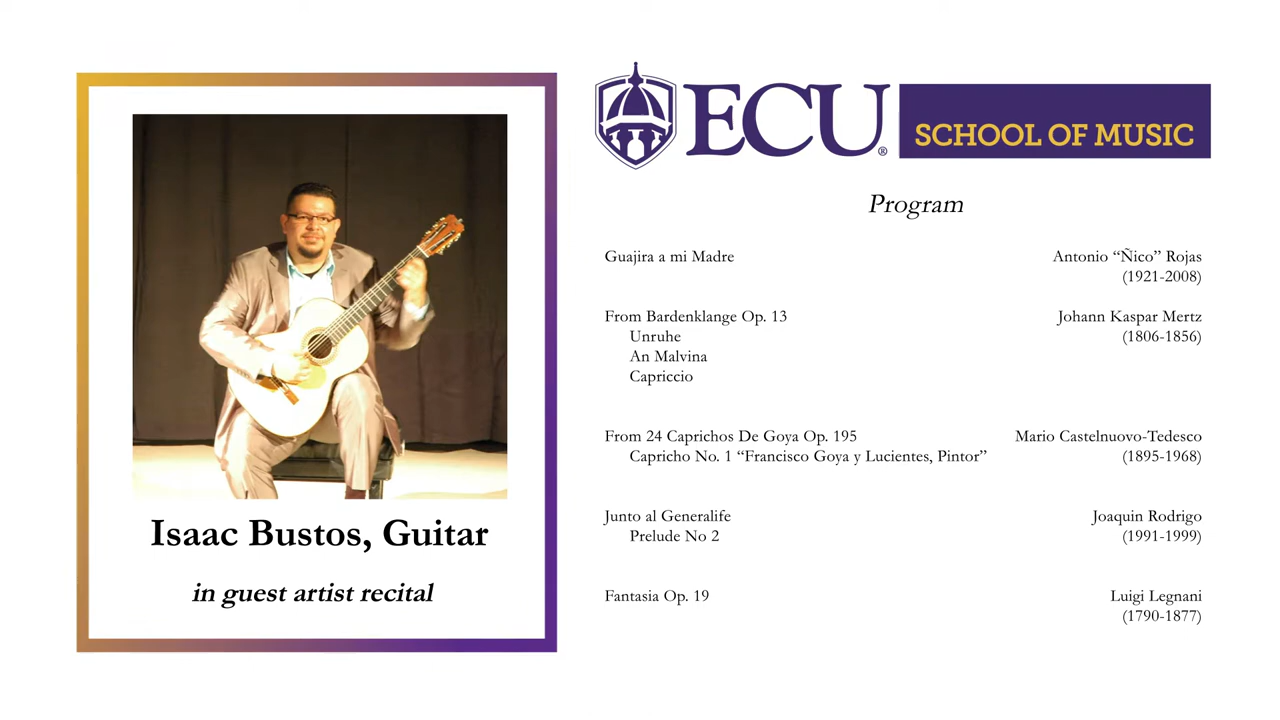 Isaac Bustos, Guitar
in guest artist recital
ECU®
SCHOOL OF MUSIC
Program
Guajira a mi Madre Antonio “Ñico” Rojas
(1921-2008)
From Bardenklange Op. 13 Johann Kaspar Mertz
Unruhe (1806-1856)
An Malvina
Capriccio
From 24 Caprichos De Goya Op. 195 Mario Castelnuovo-Tedesco
Capricho No. 1 “Francisco Goya y Lucientes, Pintor” (1895-1968)
Junto al Generalife Joaquin Rodrigo
Prelude No 2 (1991-1999)
Fantasia Op. 19 Luigi Legnani
(1790-1877)